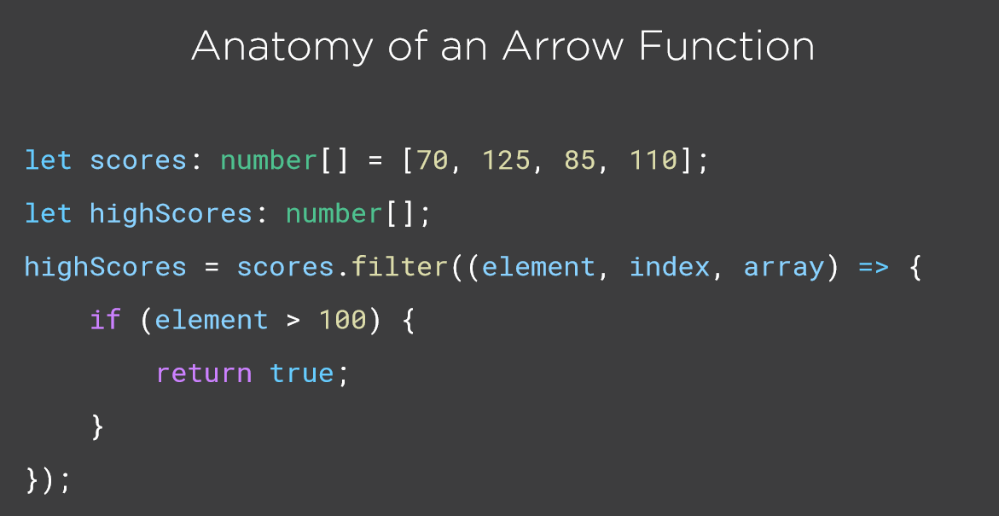 Anatomy of an Arrow Function
let scores: number[] = [70, 125, 85, 110];
let highScores: number[];
highScores = scores.filter((element, index, array) => {
    if (element > 100) {
        return true;
    }
});